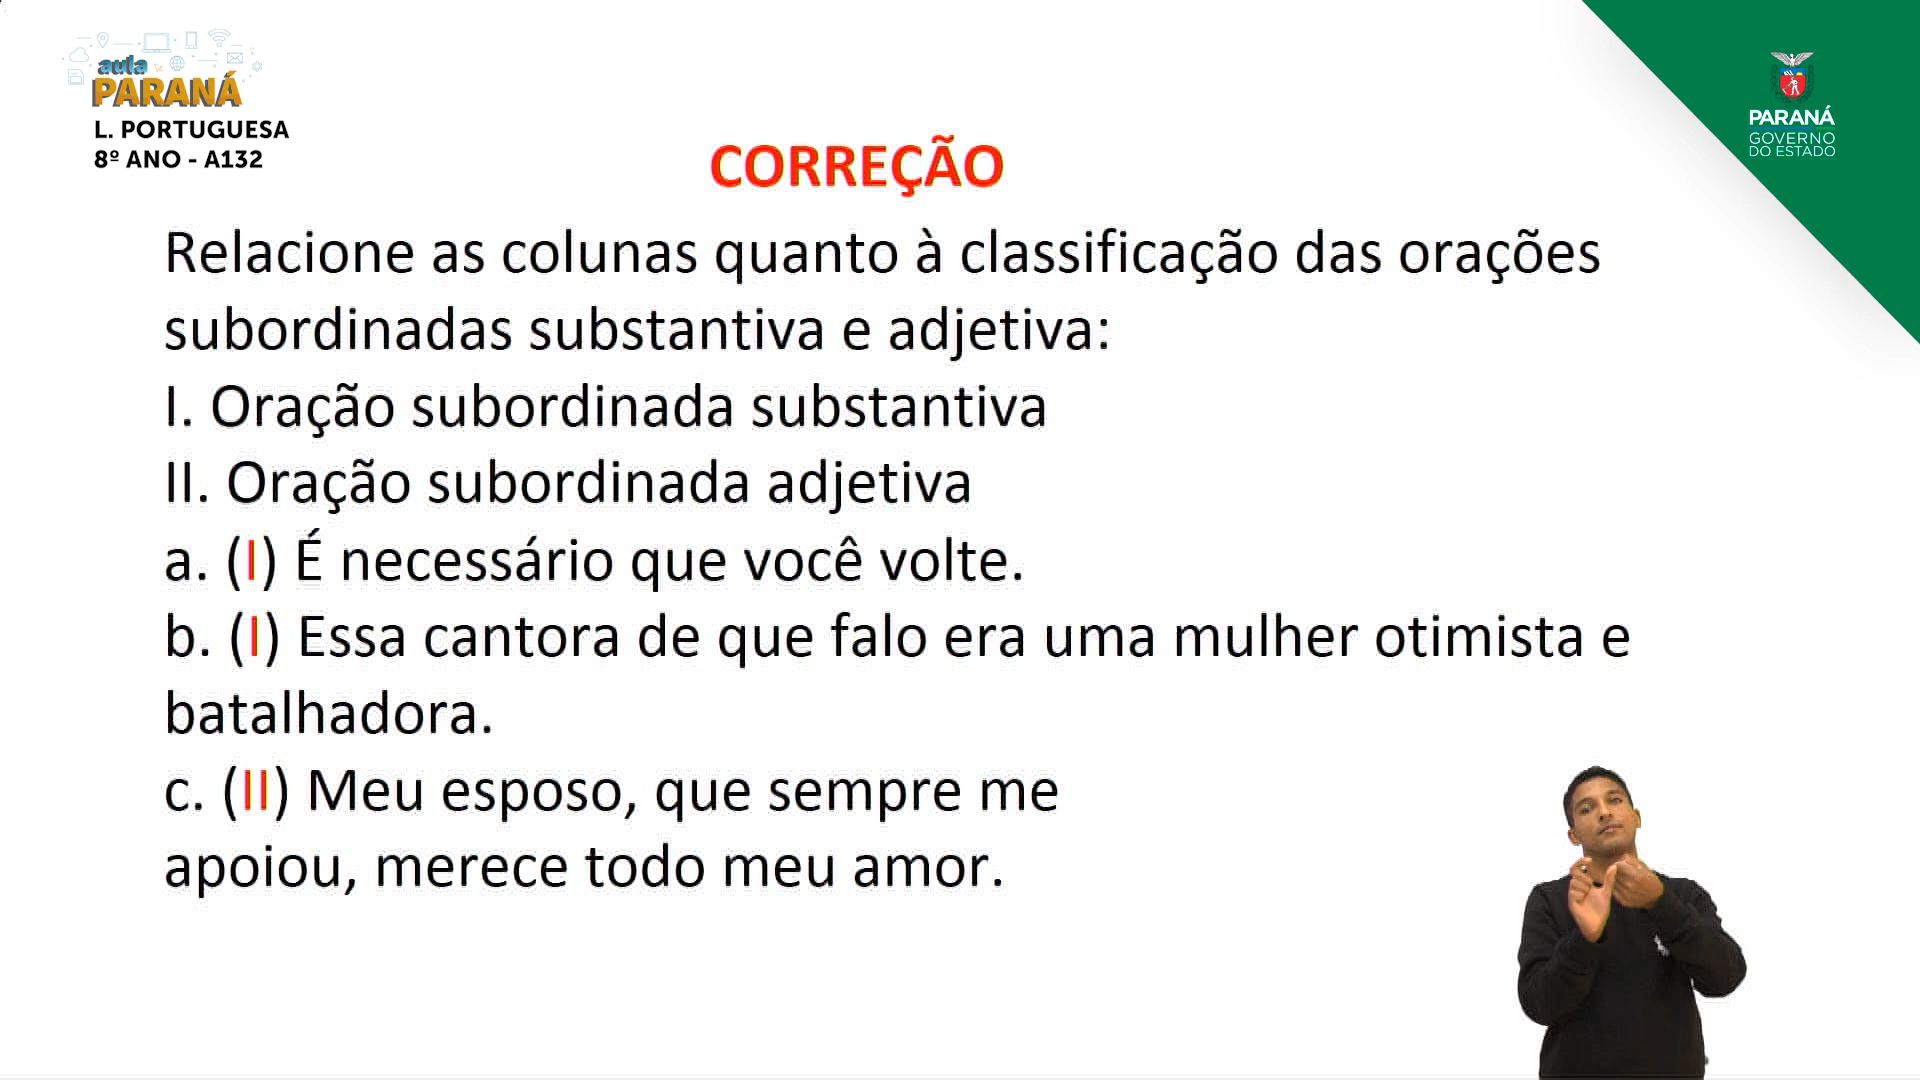 aula
PARANÁ
L. PORTUGUESA
8º ANO - A132
PARANÁ
GOVERNO
DO ESTADO
CORREÇÃO
Relacione as colunas quanto à classificação das orações
subordinadas substantiva e adjetiva:
I. Oração subordinada substantiva
II. Oração subordinada adjetiva
a. (I) É necessário que você volte.
b. (I) Essa cantora de que falo era uma mulher otimista e
batalhadora.
c. (II) Meu esposo, que sempre me
apoiou, merece todo meu amor.